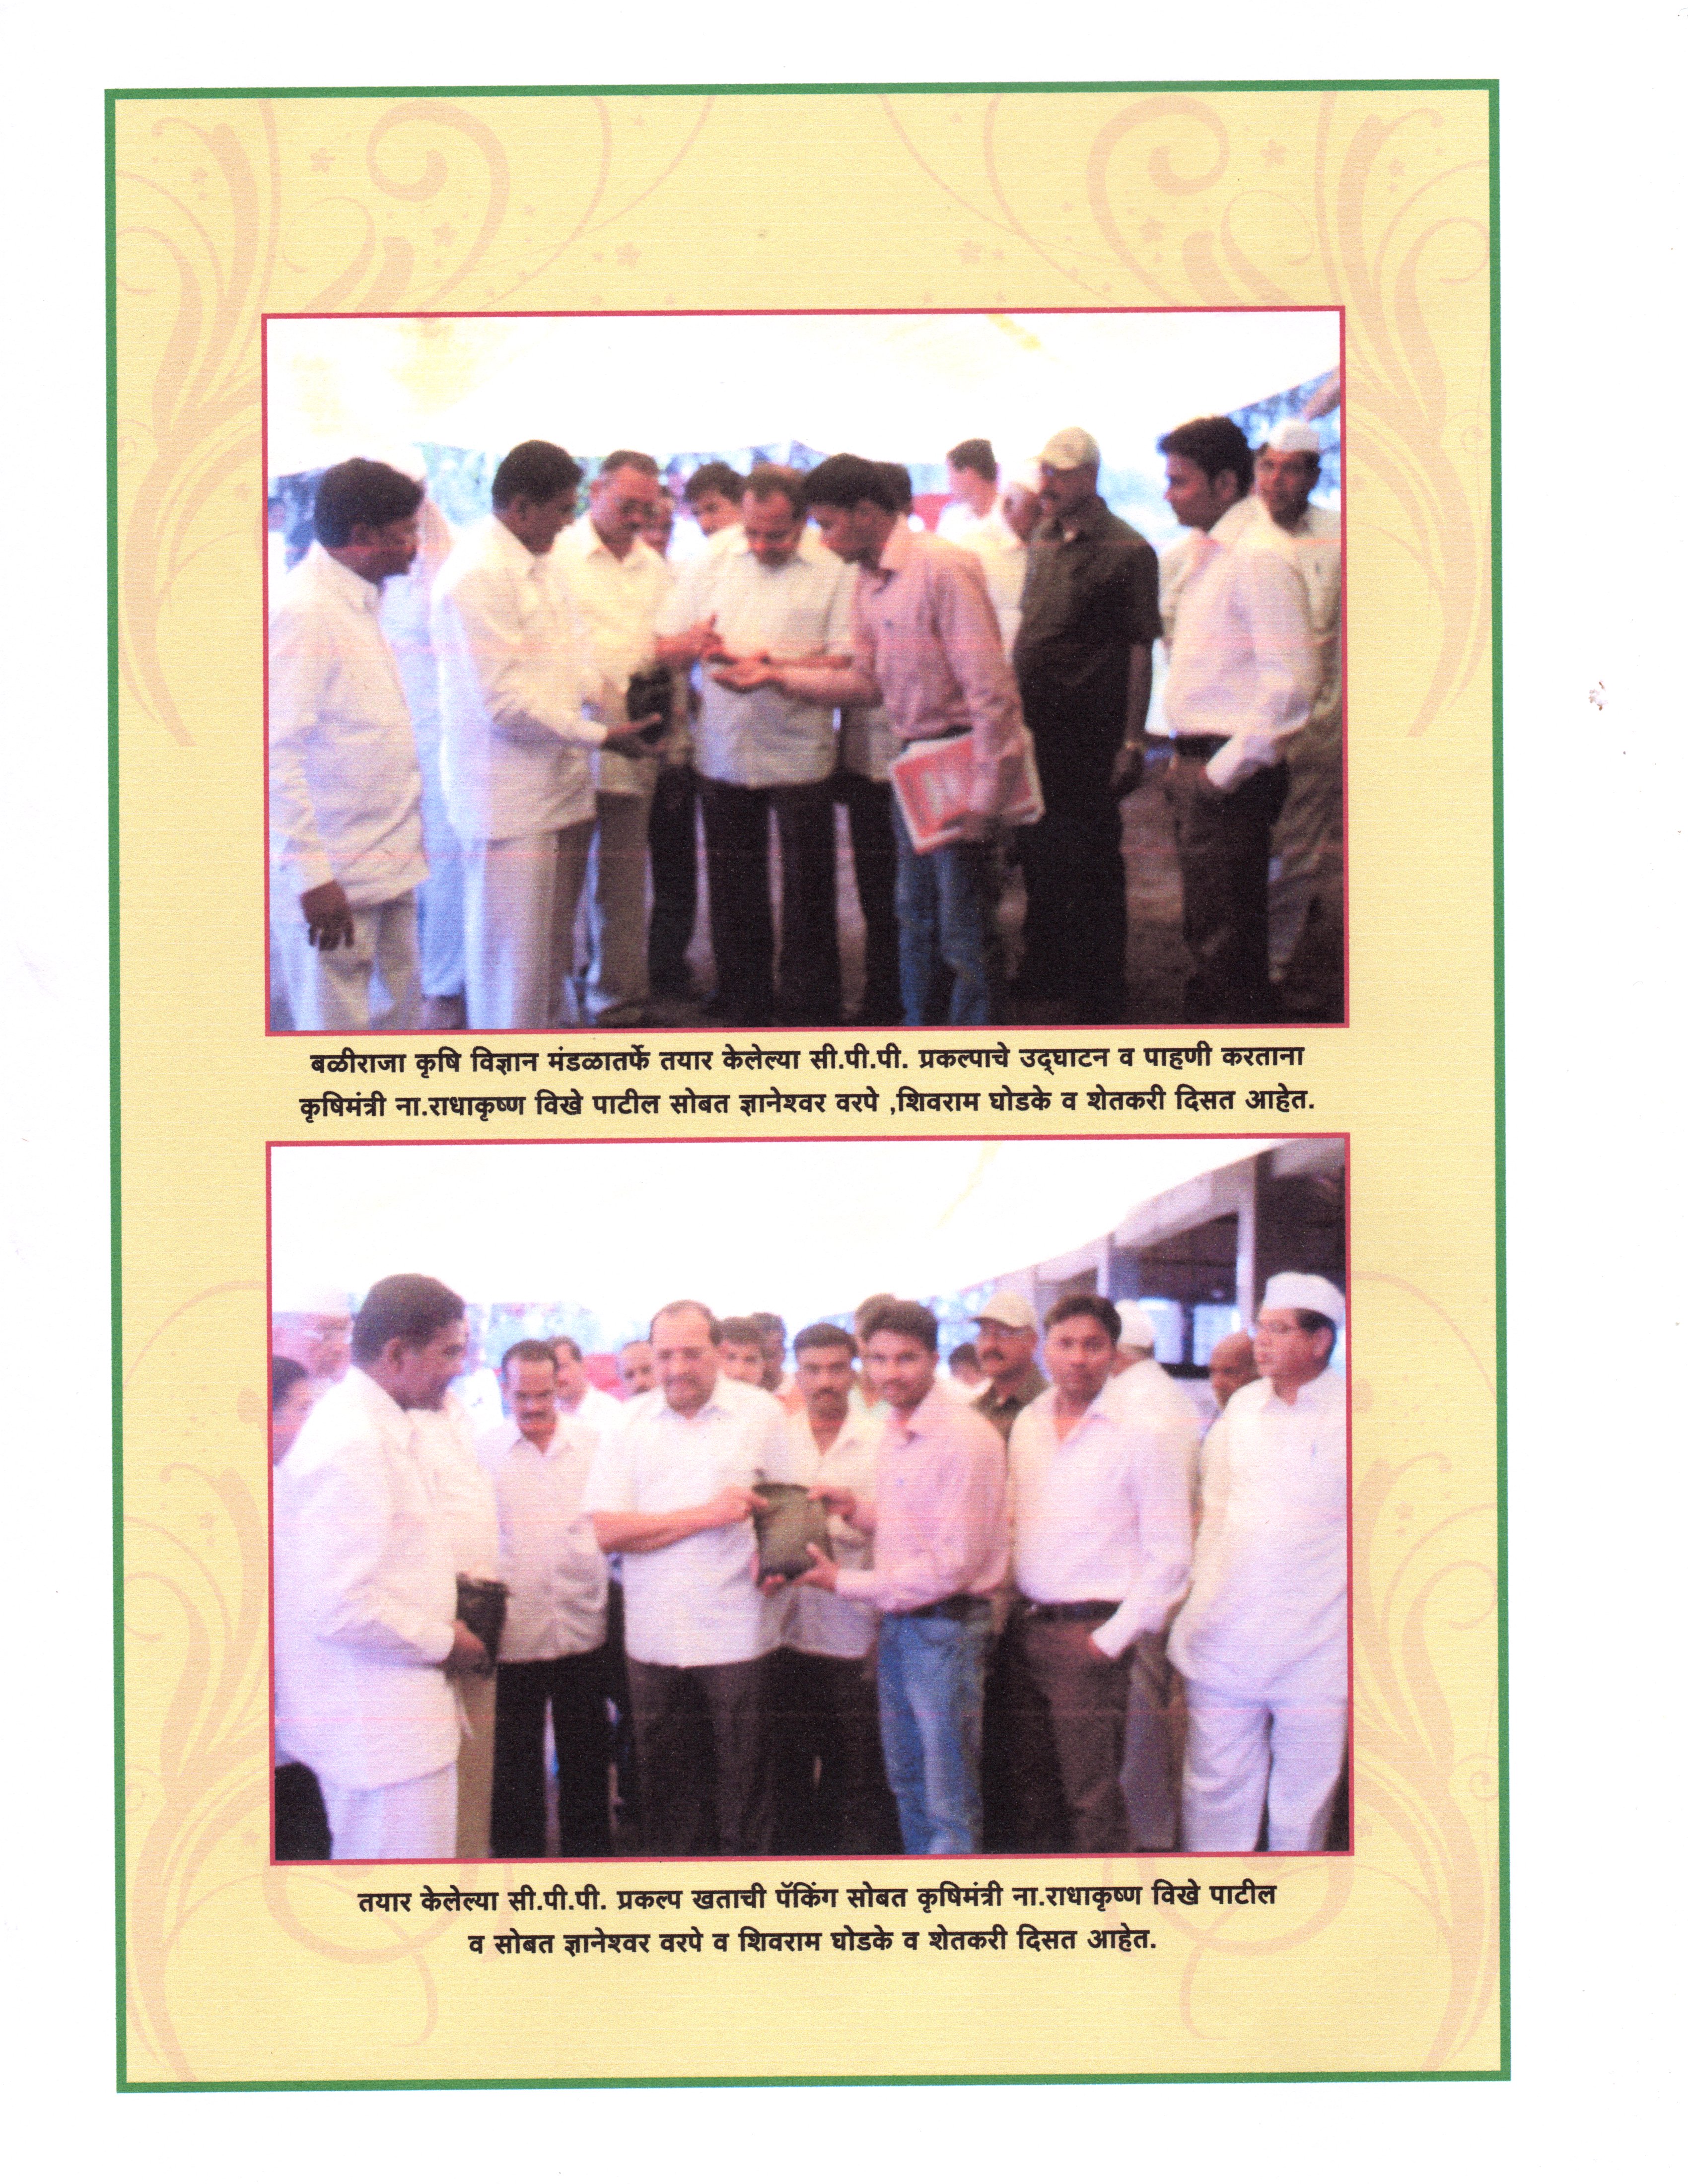 बळीराजा कृषि विज्ञान मंडळातर्फे तयार केलेल्या सी.पी.पी. प्रकल्पाचे उद्‌घाटन व पाहणी करताना
कृषिमंत्री ना.राधाकृष्ण विखे पाटील सोबत ज्ञानेश्वर वरपे ,शिवराम घोडके व शेतकरी दिसत आहेत.
तयार केलेल्या सी.पी.पी. प्रकल्प खताची पॅकिंग सोबत कृषिमंत्री ना.राधाकृष्ण विखे पाटील
व सोबत ज्ञानेश्वर वरपे व शिवराम घोडके व शेतकरी दिसत आहेत.